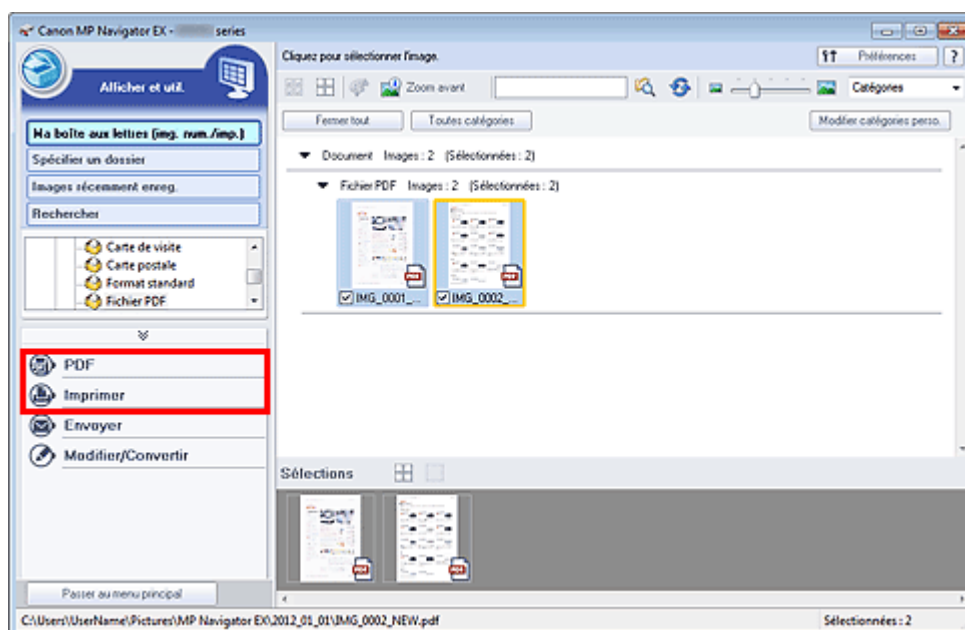 Canon MP Navigator EX - series
Cliquez pour sélectionner l'image.
Préférences
?
Afficher et util.
Zoom avant
Catégories
Fermer tout
Toutes catégories
Modifier catégories perso.
Ma boîte aux lettres (img. num./imp.)
Spécifier un dossier
Images récemment enreg.
Rechercher
Document Images : 2 (Sélectionnées : 2)
Fichier PDF Images : 2 (Sélectionnées : 2)
Carte de visite
Carte postale
Format standard
Fichier PDF
PDF
PDF
IMG_0001_...
IMG_0002_...
PDF
Imprimer
Envoyer
Modifier/Convertir
Sélections
PDF
PDF
Passer au menu principal
C:\Users\UserName\Pictures\MP Navigator EX\2012_01_01\IMG_0002_NEW.pdf
Sélectionnées : 2